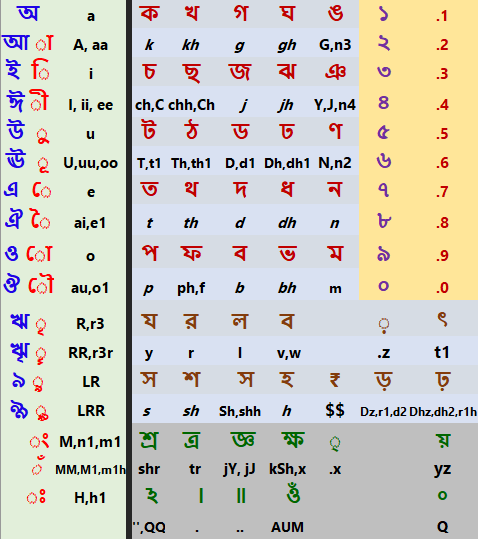 অ a ক খ গ ঘ ঙ ১ .1
আ া A, aa k kh g gh G,n3 ২ .2
ই ি i চ ছ জ ঝ ঞ ৩ .3
ঈ ী I, ii, ee ch,C chh,Ch j jh Y,J,n4 ৪ .4
উ ু u ট ঠ ড ঢ ণ ৫ .5
ঊ ূ U,uu,oo T,t1 Th,th1 D,d1 Dh,dh1 N,n2 ৬ .6
এ ে e ত থ দ ধ ন ৭ .7
ঐ ৈ ai,e1 t th d dh n ৮ .8
ও ো o প ফ ব ভ ম ৯ .9
ঔ ৌ au,o1 p ph,f b bh m ০ .0
ঋ ৃ R,r3 য র ল ব ় ৎ
ৠ ৄ RR,r3r y r l v,w .z t1
ঌ ৢ LR স শ স হ ₹ ড় ঢ়
ৡ ৣ LRR s sh Sh,shh h $$ Dz,r1,d2 Dhz,dh2,r1h
ং M,n1,m1 শ্র ত্র জ্ঞ ক্ষ ্ য়
ঁ MM,M1,m1h shr tr jY, jJ kSh,x .x yz
ঃ H,h1 ঽ । ॥ ওঁ ০
'',QQ . .. AUM Q